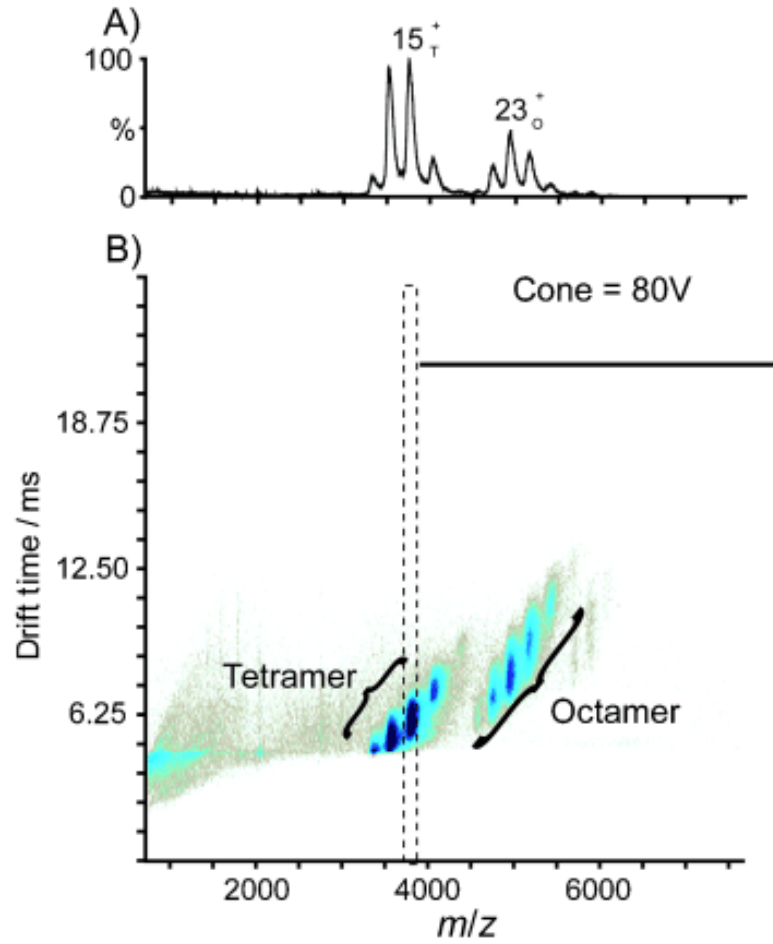 A)
100
%
0
15+T
23+O
B)
Cone = 80V
Drift time / ms
18.75
12.50
6.25
Tetramer
Octamer
2000
4000
6000
m/z